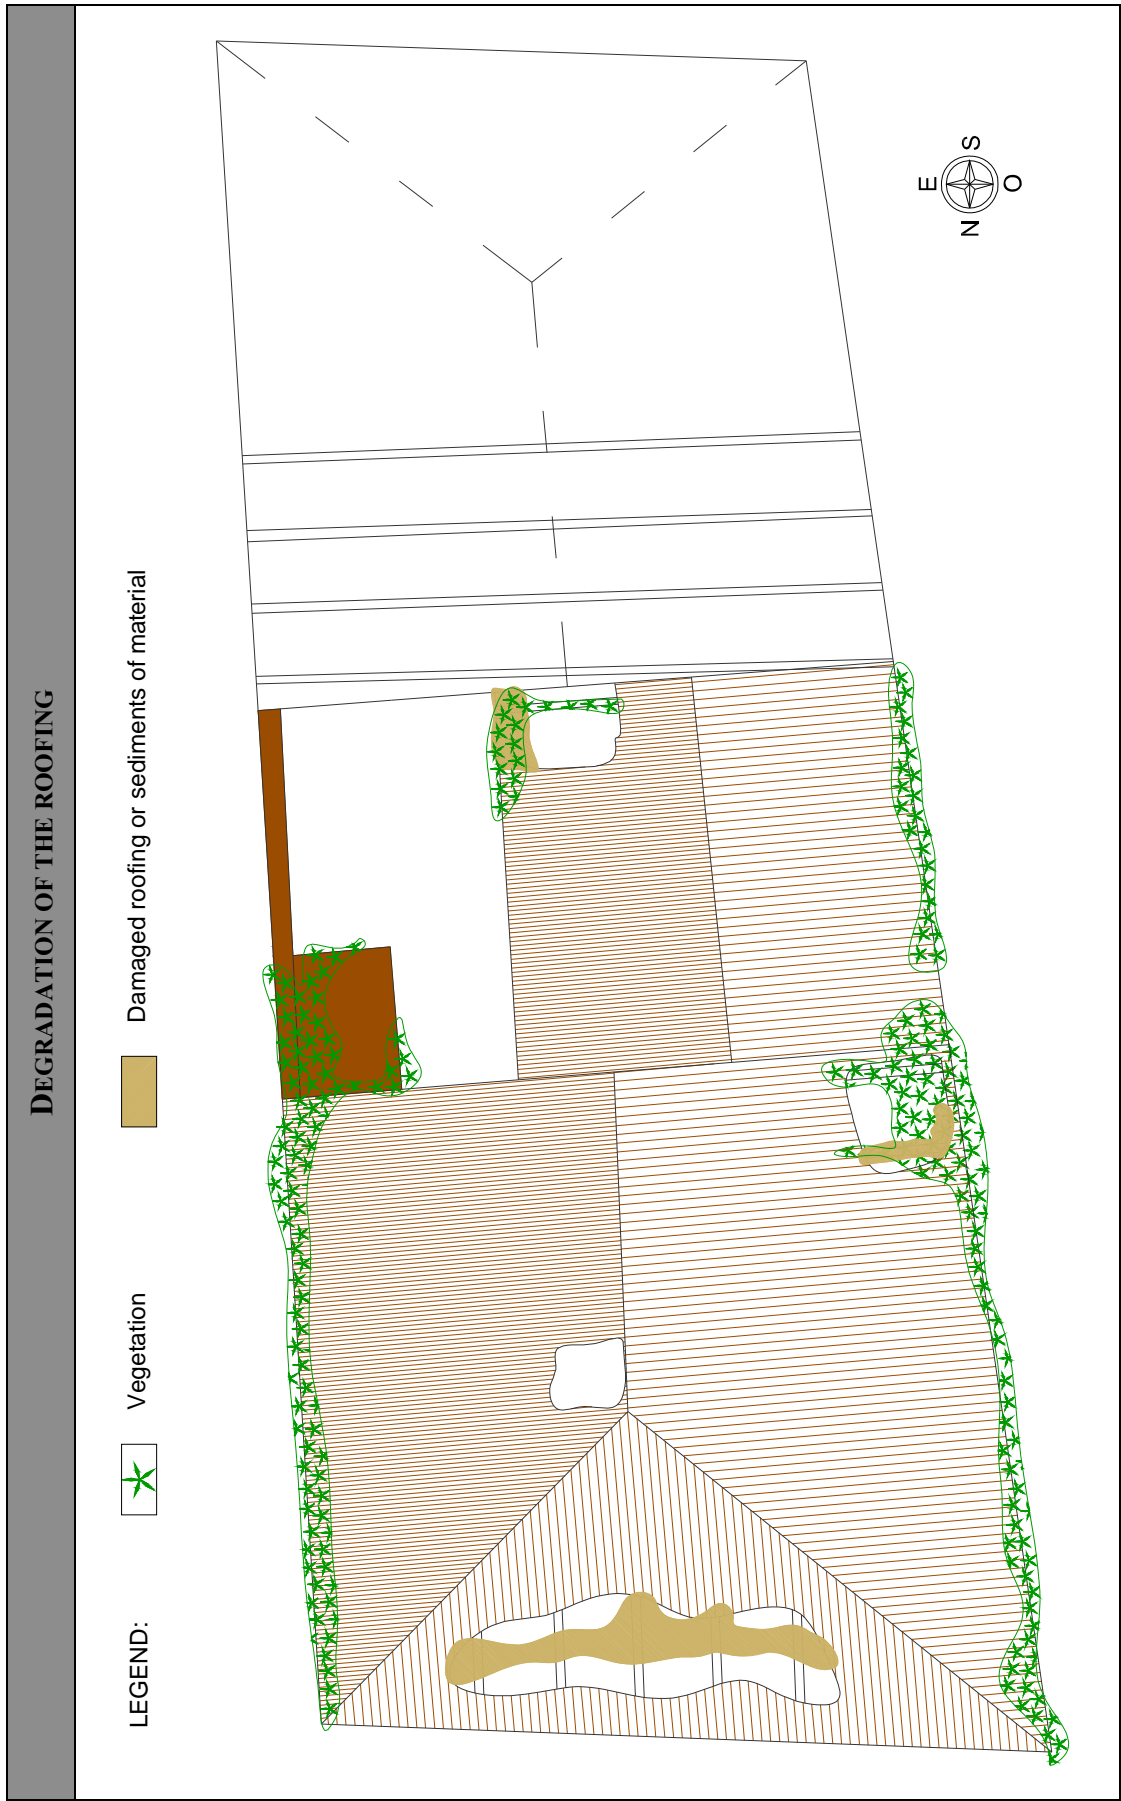 DEGRADATION OF THE ROOFING
LEGEND:
Vegetation
Damaged roofing or sediments of material
E
S
N
O